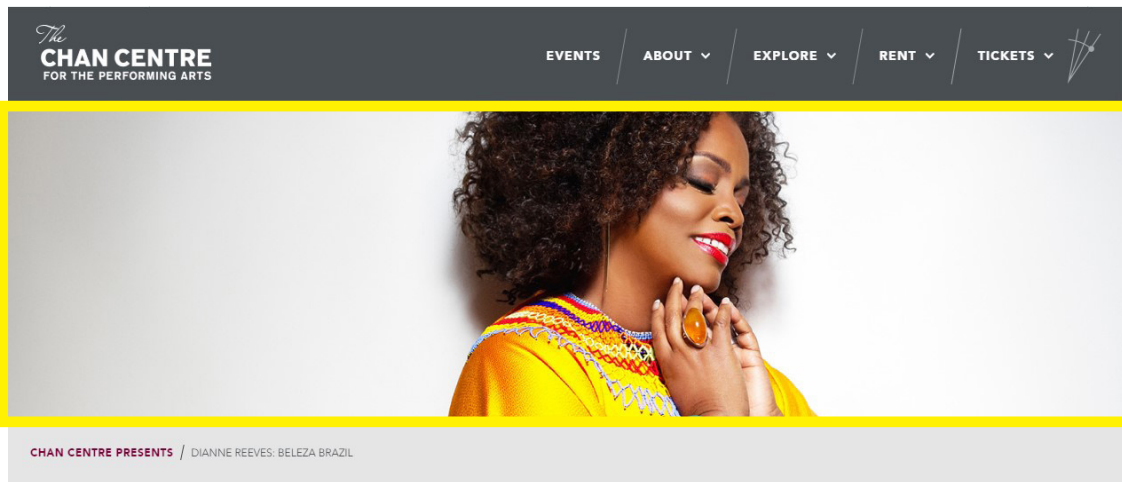 The
CHAN CENTRE
FOR THE PERFORMING ARTS
EVENTS ABOUT EXPLORE RENT TICKETS
CHAN CENTRE PRESENTS / DIANNE REEVES: BELEZA BRAZIL